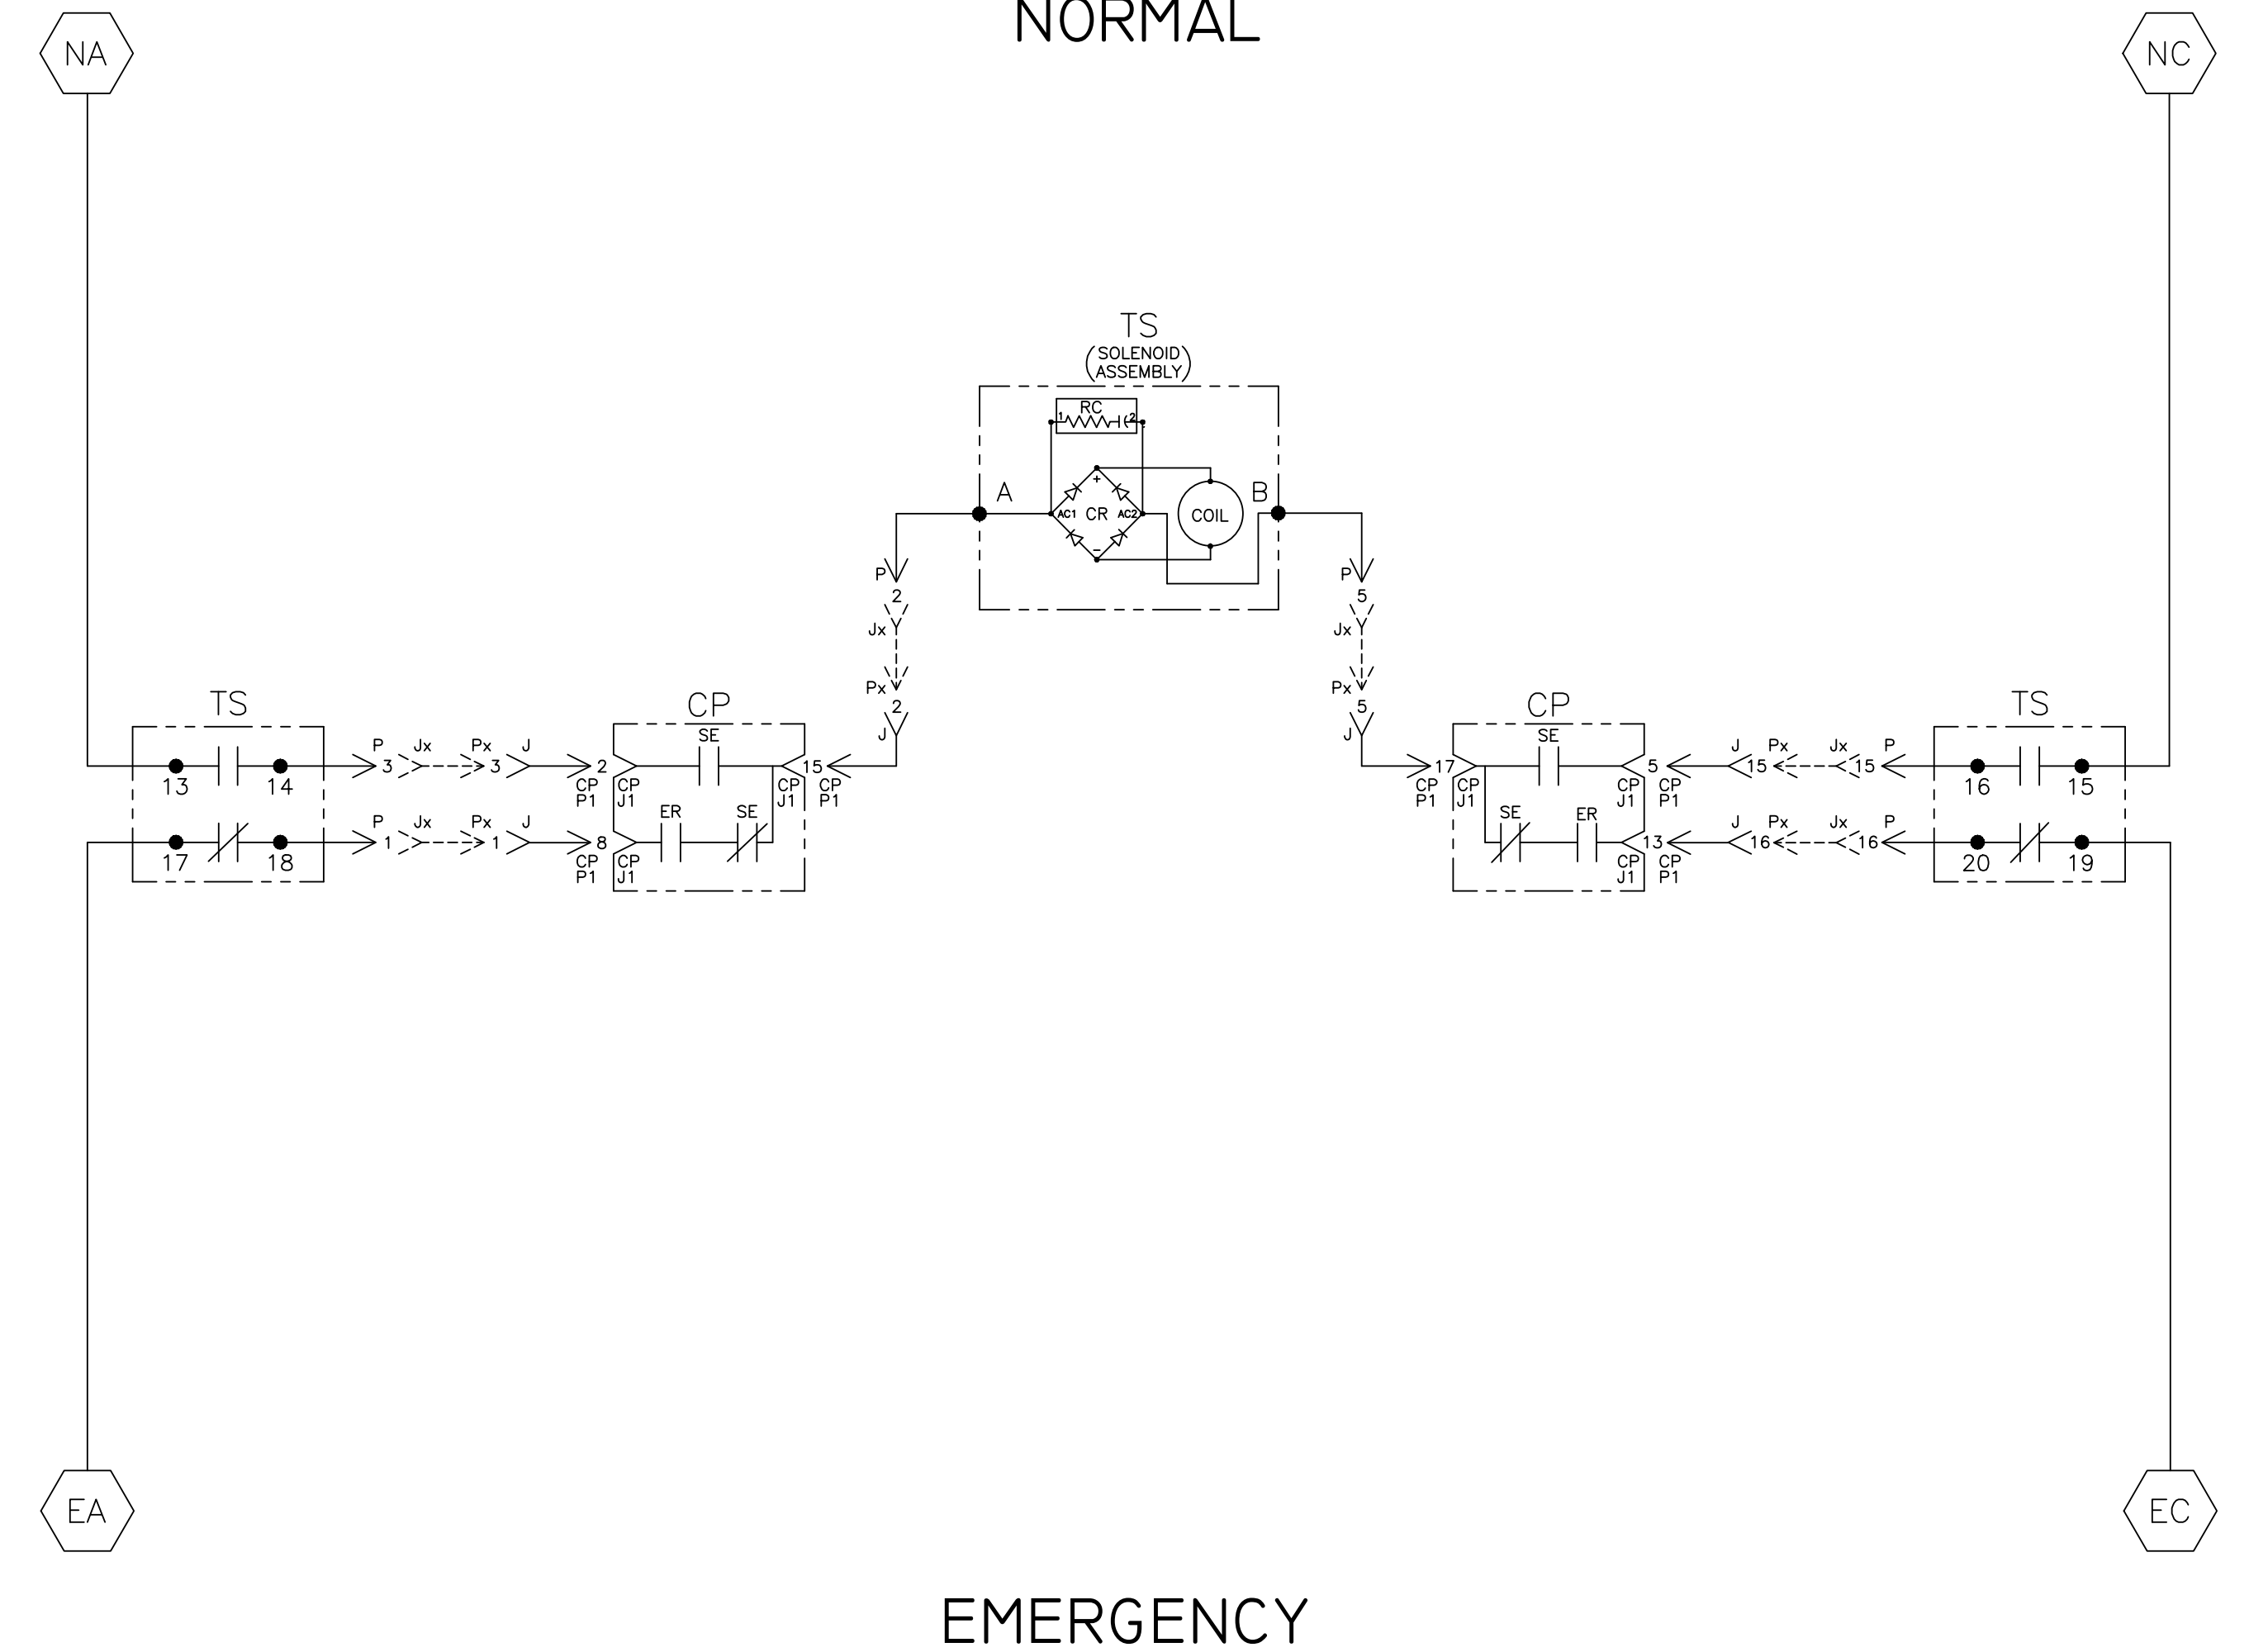 NORMAL
NA
NC
TS
(SOLENOID ASSEMBLY)
RC
1 2
A
+
B
AC1 CR AC2
COIL
-
P
2
Jx
Px
2
J
P
5
Jx
Px
5
J
TS
CP
CP
TS
SE
SE
P Jx Px J
3 3 2
15
17
5
J Px Jx P
15 15
13 14
CP P1
CP J1
CP J1
CP P1
CP P1
CP J1
CP J1
CP P1
16 15
P Jx Px J
ER SE
SE ER
J Px Jx P
1 1 8
13 16 16
17 18
CP P1
CP J1
CP J1
CP P1
20 19
EA
EC
EMERGENCY